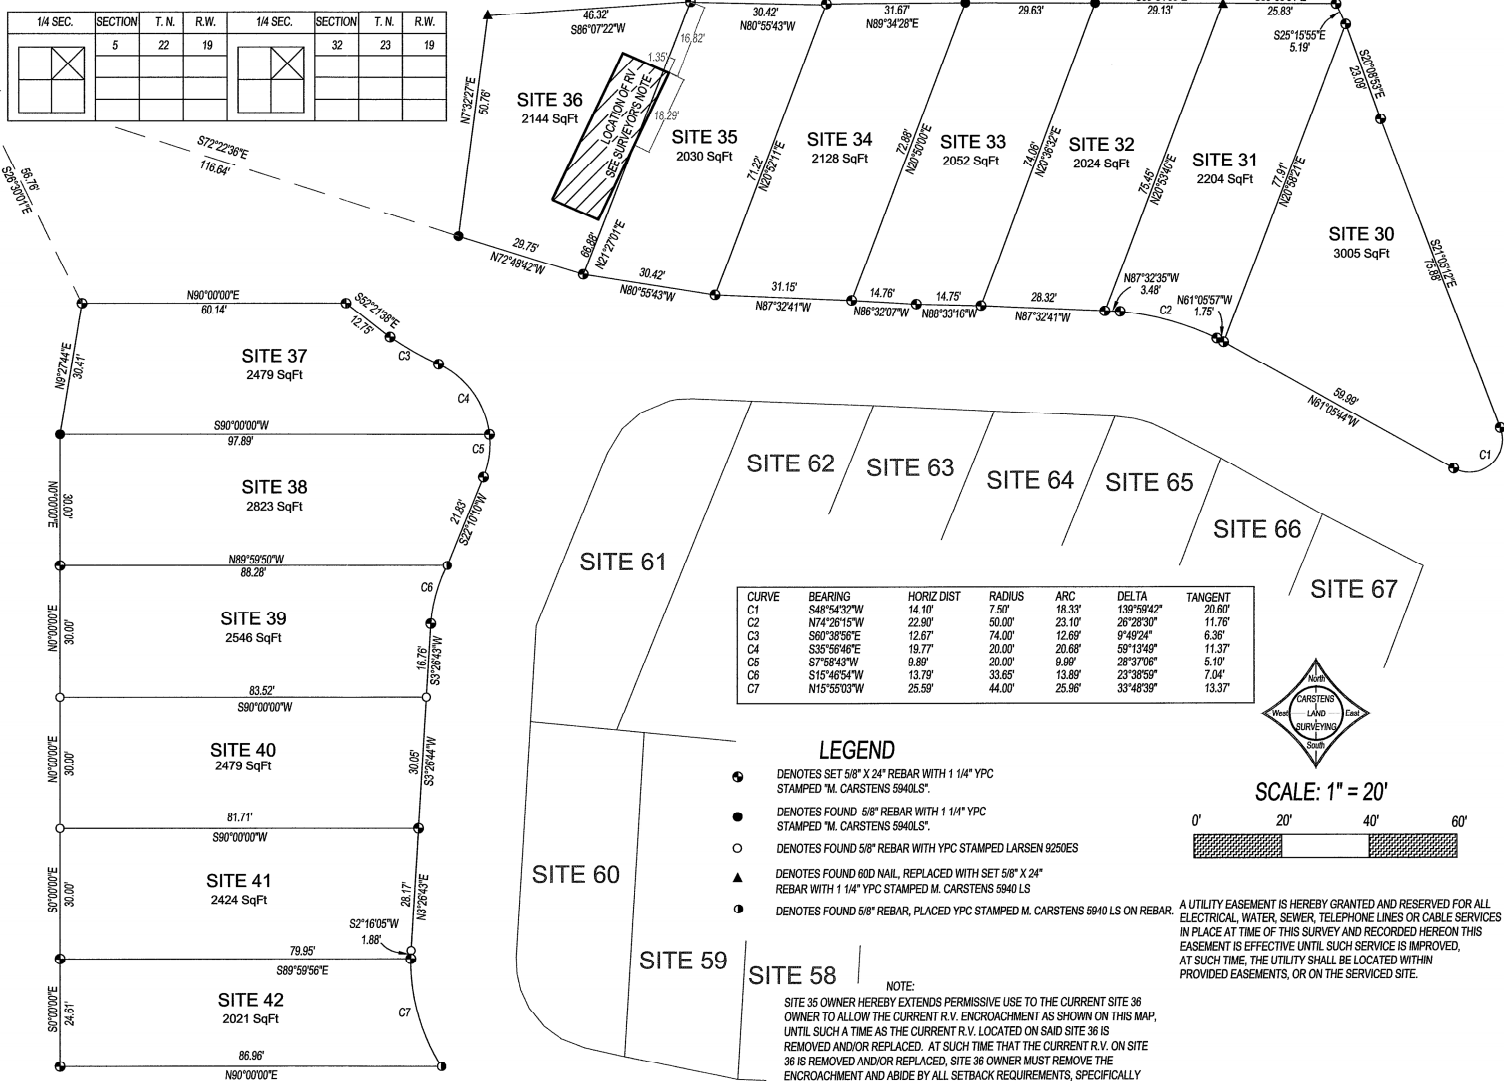 1/4 SEC. SECTION T. N. R.W. 1/4 SEC. SECTION T. N. R.W.
5 22 19 32 23 19
46.32'
S86°07'22"W
30.42'
N80°55'43"W
31.67'
N89°34'28"E
29.63'
29.13'
25.83'
S25°15'55"E
5.19'
S20°08'53"E
23.09'
16.82'
1.35'
18.29'
N7°32'27"E
50.76'
SITE 36
2144 SqFt
LOCATION OF RV
SEE SURVEYOR'S NOTE
SITE 35
2030 SqFt
71.22'
N20°52'11"E
SITE 34
2128 SqFt
72.88'
N20°50'00"E
SITE 33
2052 SqFt
74.06'
N20°36'32"E
SITE 32
2024 SqFt
75.45'
N20°53'40"E
SITE 31
2204 SqFt
77.91'
N20°58'21"E
SITE 30
3005 SqFt
S21°05'12"E
75.88'
S72°22'36"E
116.64'
56.76'
S26°30'01"E
29.75'
N72°48'42"W
66.88'
N21°27'01"E
30.42'
N80°55'43"W
31.15'
N87°32'41"W
14.76'
N86°32'07"W
14.75'
N88°33'16"W
28.32'
N87°32'41"W
N87°32'35"W
3.48'
C2
N61°05'57"W
1.75'
59.99'
N61°05'44"W
C1
N90°00'00"E
60.14'
S52°21'38"E
12.75'
C3
N9°27'44"E
30.41'
SITE 37
2479 SqFt
C4
S90°00'00"W
97.89'
C5
N0°00'00"E
30.00'
SITE 38
2823 SqFt
21.83'
S22°10'10"W
N89°59'50"W
88.28'
C6
N0°00'00"E
30.00'
SITE 39
2546 SqFt
16.76'
S3°26'43"W
83.52'
S90°00'00"W
N0°00'00"E
30.00'
SITE 40
2479 SqFt
30.05'
S3°26'44"W
81.71'
S90°00'00"W
S0°00'00"E
30.00'
SITE 41
2424 SqFt
28.17'
N3°26'43"E
S2°16'05"W
1.88'
79.95'
S89°59'56"E
S0°00'00"E
24.61'
SITE 42
2021 SqFt
C7
86.96'
N90°00'00"E
SITE 62
SITE 63
SITE 64
SITE 65
SITE 66
SITE 67
SITE 61
SITE 60
SITE 59
SITE 58
CURVE BEARING HORIZ DIST RADIUS ARC DELTA TANGENT
C1 S48°54'32"W 14.10' 7.50' 18.33' 139°59'42" 20.60'
C2 N74°26'15"W 22.90' 50.00' 23.10' 26°28'30" 11.76'
C3 S60°38'56"E 12.67' 74.00' 12.69' 9°49'24" 6.36'
C4 S35°56'46"E 19.77' 20.00' 20.68' 59°13'49" 11.37'
C5 S7°58'43"W 9.89' 20.00' 9.99' 28°37'06" 5.10'
C6 S15°46'54"W 13.79' 33.65' 13.89' 23°38'59" 7.04'
C7 N15°55'03"W 25.59' 44.00' 25.96' 33°48'39" 13.37'
North
West
CARSTENS
LAND
SURVEYING
East
South
SCALE: 1" = 20'
0' 20' 40' 60'
LEGEND
DENOTES SET 5/8" X 24" REBAR WITH 1 1/4" YPC
STAMPED "M. CARSTENS 5940LS".
DENOTES FOUND 5/8" REBAR WITH 1 1/4" YPC
STAMPED "M. CARSTENS 5940LS".
DENOTES FOUND 5/8" REBAR WITH YPC STAMPED LARSEN 9250ES
DENOTES FOUND 60D NAIL, REPLACED WITH SET 5/8" X 24"
REBAR WITH 1 1/4" YPC STAMPED M. CARSTENS 5940 LS
DENOTES FOUND 5/8" REBAR, PLACED YPC STAMPED M. CARSTENS 5940 LS ON REBAR.
A UTILITY EASEMENT IS HEREBY GRANTED AND RESERVED FOR ALL
ELECTRICAL, WATER, SEWER, TELEPHONE LINES OR CABLE SERVICES
IN PLACE AT TIME OF THIS SURVEY AND RECORDED HEREON THIS
EASEMENT IS EFFECTIVE UNTIL SUCH SERVICE IS IMPROVED,
AT SUCH TIME, THE UTILITY SHALL BE LOCATED WITHIN
PROVIDED EASEMENTS, OR ON THE SERVICED SITE.
NOTE:
SITE 35 OWNER HEREBY EXTENDS PERMISSIVE USE TO THE CURRENT SITE 36
OWNER TO ALLOW THE CURRENT R.V. ENCROACHMENT AS SHOWN ON THIS MAP,
UNTIL SUCH A TIME AS THE CURRENT R.V. LOCATED ON SAID SITE 36 IS
REMOVED AND/OR REPLACED. AT SUCH TIME THAT THE CURRENT R.V. ON SITE
36 IS REMOVED AND/OR REPLACED, SITE 36 OWNER MUST REMOVE THE
ENCROACHMENT AND ABIDE BY ALL SETBACK REQUIREMENTS, SPECIFICALLY